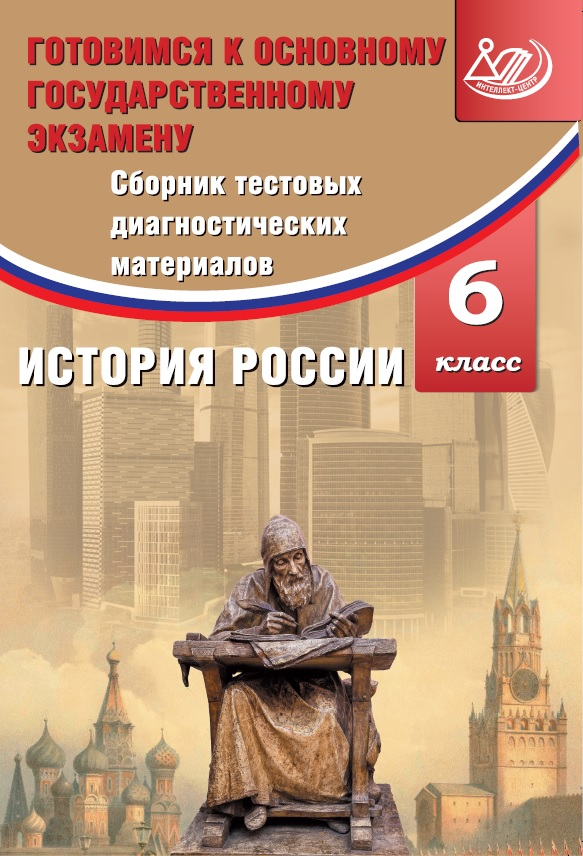 ГОТОВИМСЯ К ОСНОВНОМУ
ГОСУДАРСТВЕННОМУ
ЭКЗАМЕНУ
ИНТЕЛЛЕКТ-ЦЕНТР
Сборник тестовых
диагностических
материалов
6
класс
ИСТОРИЯ РОССИИ